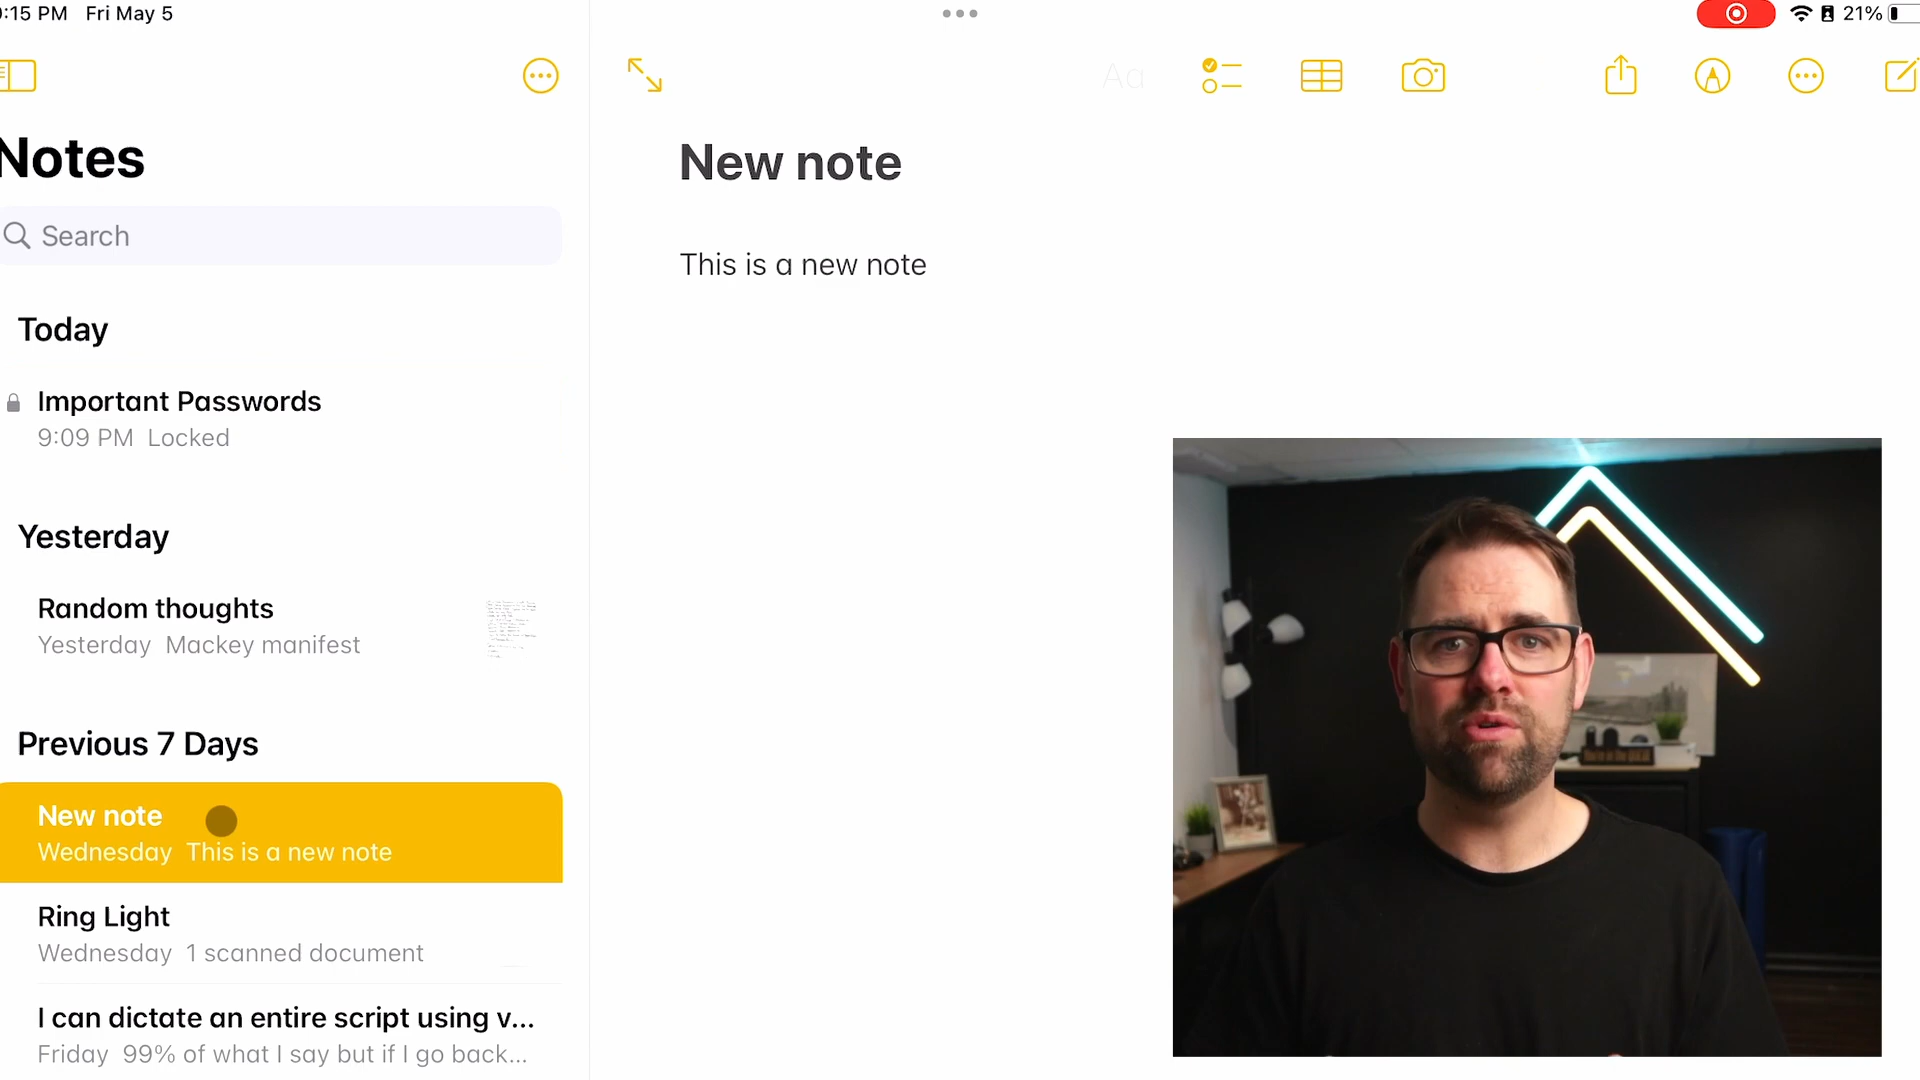 :15 PM Fri May 5
21%
Notes
Search
Today
Important Passwords
9:09 PM Locked
Yesterday
Random thoughts
Yesterday Mackey manifest
Previous 7 Days
New note
Wednesday This is a new note
Ring Light
Wednesday 1 scanned document
I can dictate an entire script using v...
Friday 99% of what I say but if I go back...
Aa
New note
This is a new note